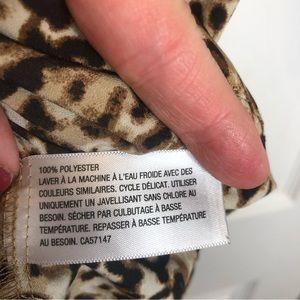 100% POLYESTER
LAVER À LA MACHINE À L'EAU FROIDE AVEC DES
COULEURS SIMILAIRES. CYCLE DÉLICAT. UTILISER
UNIQUEMENT UN JAVELLISANT SANS CHLORE AU
BESOIN. SÉCHER PAR CULBUTAGE À BASSE
TEMPÉRATURE. REPASSER À BASSE TEMPÉRATURE
AU BESOIN. CA57147